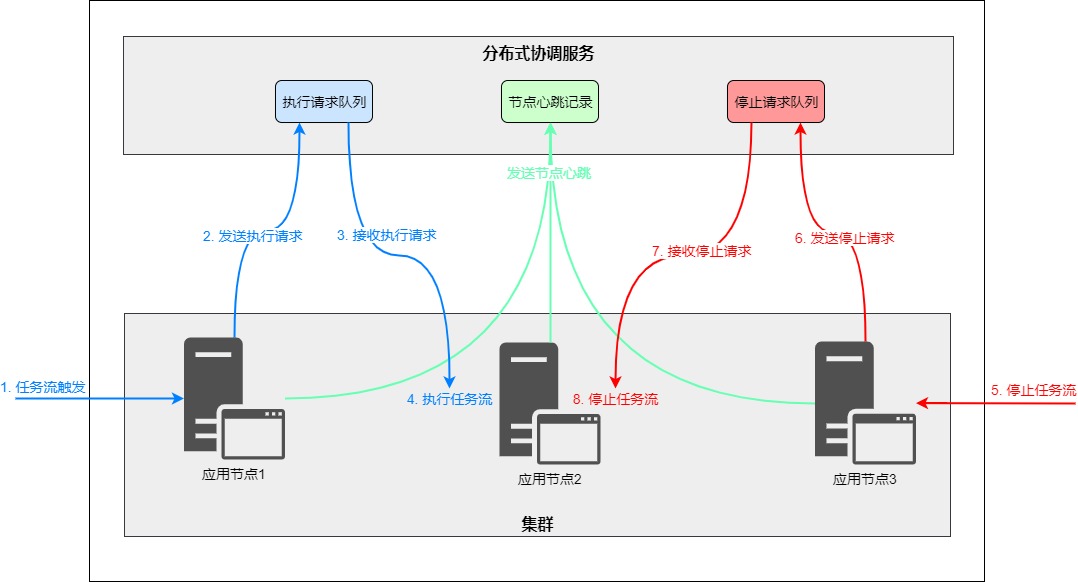 分布式协调服务
执行请求队列
节点心跳记录
停止请求队列
发送节点心跳
2. 发送执行请求
3. 接收执行请求
7. 接收停止请求
6. 发送停止请求
1. 任务流触发
4. 执行任务流
8. 停止任务流
5. 停止任务流
应用节点1
应用节点2
应用节点3
集群